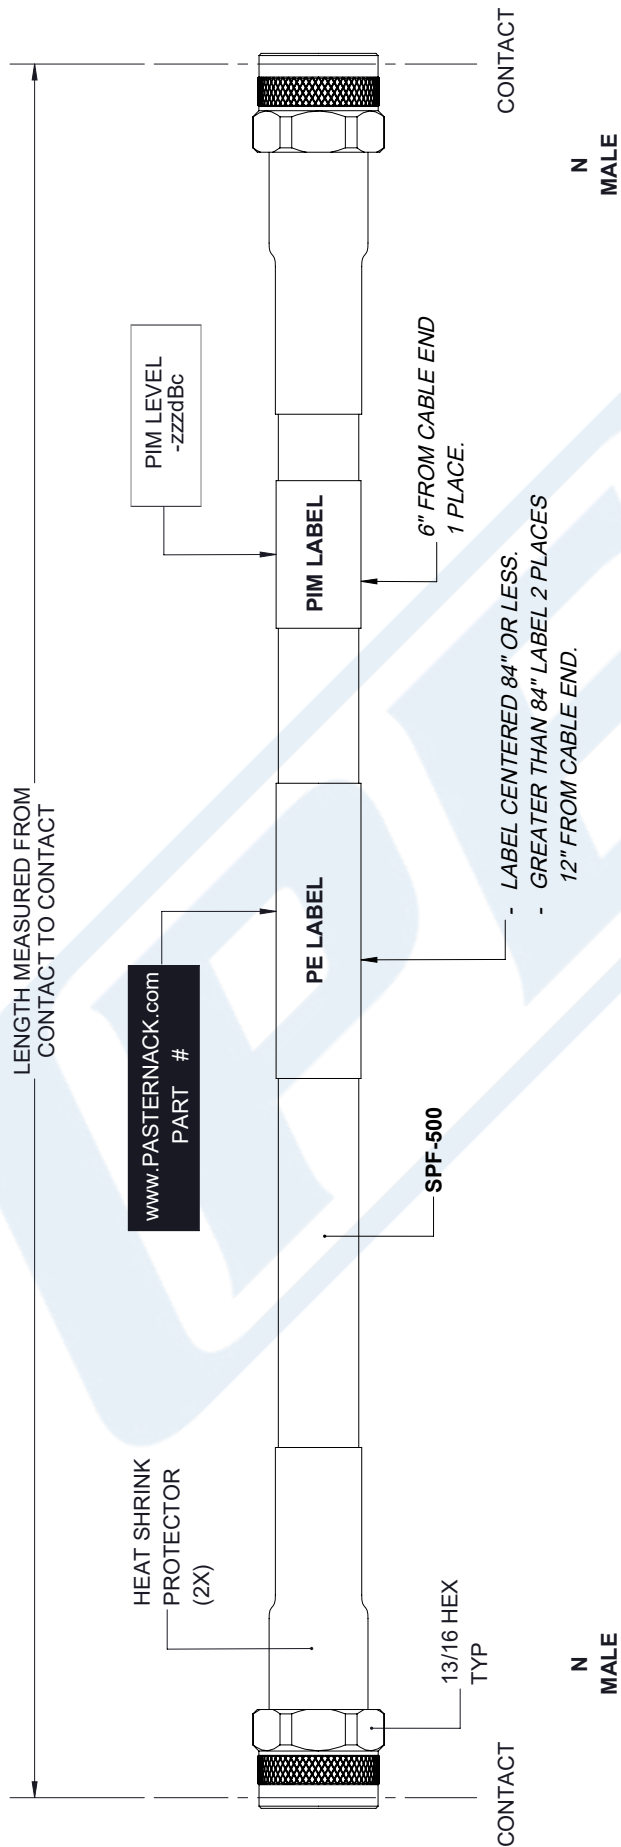 LENGTH MEASURED FROM
CONTACT TO CONTACT
www.PASTERNACK.com
PART #
PIM LEVEL
-zzzdBc
HEAT SHRINK
PROTECTOR
(2X)
PE LABEL
PIM LABEL
13/16 HEX
TYP
SPF-500
6" FROM CABLE END
1 PLACE.
- LABEL CENTERED 84" OR LESS.
- GREATER THAN 84" LABEL 2 PLACES
12" FROM CABLE END.
CONTACT
CONTACT
N
MALE
N
MALE